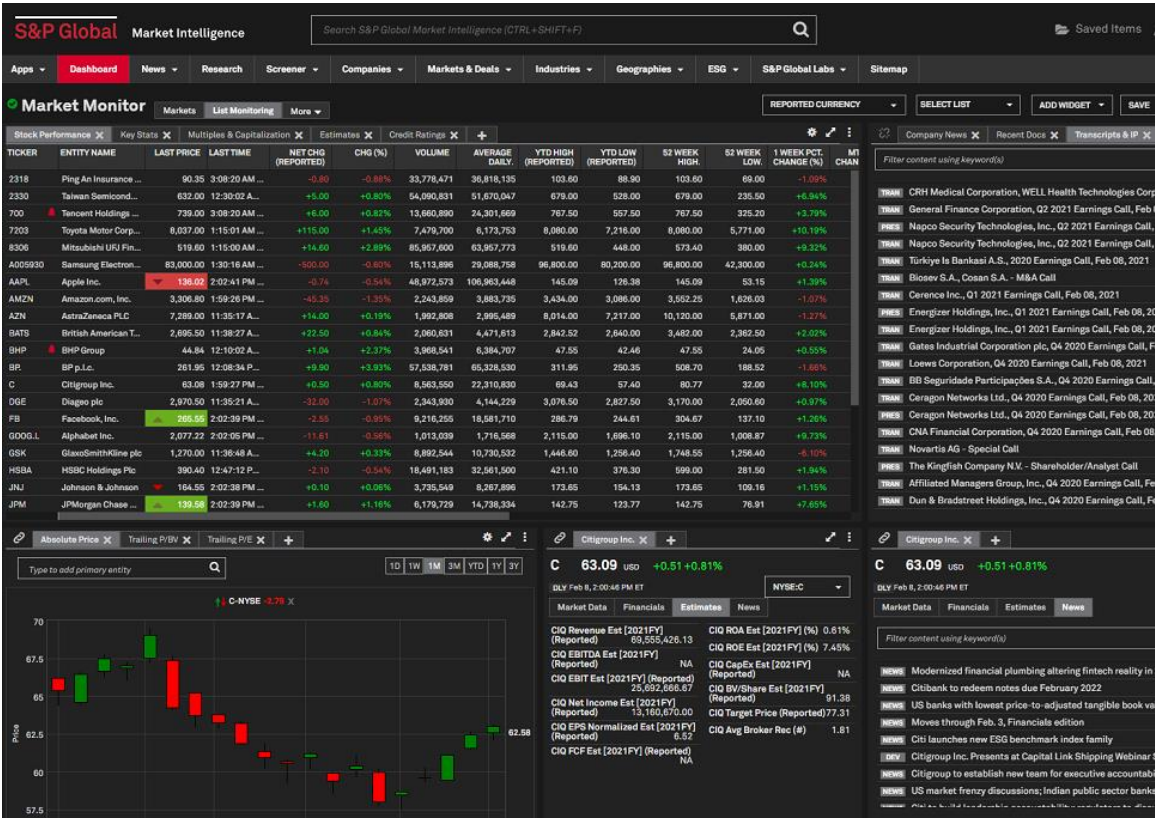 S&P Global Market Intelligence
Search S&P Global Market Intelligence (CTRL+SHIFT+F)
Saved Items
Apps Dashboard News Research Screener Companies Markets & Deals Industries Geographies ESG S&P Global Labs Sitemap
Market Monitor Markets List Monitoring More
REPORTED CURRENCY SELECT LIST ADD WIDGET SAVE
Stock Performance X Key Stats X Multiples & Capitalization X Estimates X Credit Ratings X +
TICKER ENTITY NAME LAST PRICE LAST TIME NET CHG (REPORTED) CHG (%) VOLUME AVERAGE DAILY. YTD HIGH (REPORTED) YTD LOW (REPORTED) 52 WEEK HIGH. 52 WEEK LOW. 1 WEEK PCT. CHANGE (%)
2318 Ping An Insurance ... 90.35 3:08:20 AM ... -0.80 -0.88% 33,778,471 36,818,135 103.60 88.90 103.60 69.00 -1.09%
2330 Taiwan Semicond... 632.00 12:30:02 A... +5.00 +0.80% 54,090,831 51,670,047 679.00 528.00 679.00 235.50 +6.94%
700 Tencent Holdings ... 739.00 3:08:20 AM ... +6.00 +0.82% 13,660,890 24,301,669 767.50 557.50 767.50 325.20 +3.79%
7203 Toyota Motor Corp... 8,037.00 1:15:01 AM ... +115.00 +1.45% 7,479,700 6,173,753 8,080.00 7,216.00 8,080.00 5,771.00 +10.19%
8306 Mitsubishi UFJ Fin... 519.60 1:15:00 AM ... +14.60 +2.89% 85,957,600 63,957,773 519.60 448.00 573.40 380.00 +9.32%
A005930 Samsung Electron... 83,000.00 1:30:16 AM ... -500.00 -0.60% 15,113,896 29,088,758 96,800.00 80,200.00 96,800.00 42,300.00 +0.24%
AAPL Apple Inc. 136.02 2:02:41 PM ... -0.74 -0.54% 48,972,573 106,963,448 145.09 126.38 145.09 53.15 +1.39%
AMZN Amazon.com, Inc. 3,306.80 1:59:26 PM ... -45.35 -1.35% 2,243,859 3,883,735 3,434.00 3,086.00 3,552.25 1,626.03 -1.07%
AZN AstraZeneca PLC 7,289.00 11:35:17 A... +14.00 +0.19% 1,992,808 2,995,489 8,014.00 7,217.00 10,120.00 5,871.00 -1.27%
BATS British American T... 2,695.50 11:38:27 A... +22.50 +0.84% 2,060,631 4,471,613 2,842.52 2,640.00 3,482.00 2,362.50 +2.02%
BHP BHP Group 44.84 12:10:02 A... +1.04 +2.37% 3,968,541 6,384,707 47.55 42.46 47.55 24.05 +0.55%
BP. BP p.l.c. 261.95 12:08:34 P... +9.90 +3.93% 57,538,781 65,328,530 311.95 250.35 508.70 188.52 -1.66%
C Citigroup Inc. 63.08 1:59:27 PM ... +0.50 +0.80% 8,563,550 22,310,830 69.43 57.40 80.77 32.00 +8.10%
DGE Diageo plc 2,970.50 11:35:21 A... -32.00 -1.07% 2,343,930 4,144,229 3,076.50 2,827.50 3,170.00 2,050.60 +0.97%
FB Facebook, Inc. 265.55 2:02:39 PM ... -2.55 -0.95% 9,216,255 18,581,710 286.79 244.61 304.67 137.10 +1.26%
GOOG.L Alphabet Inc. 2,077.22 2:02:05 PM ... -11.61 -0.56% 1,013,039 1,716,568 2,115.00 1,696.10 2,115.00 1,008.87 +9.73%
GSK GlaxoSmithKline plc 1,270.00 11:36:48 A... +4.20 +0.33% 8,892,544 10,730,532 1,446.60 1,256.40 1,748.55 1,256.40 -6.10%
HSBA HSBC Holdings Plc 390.40 12:47:12 P... -2.10 -0.54% 18,491,183 32,561,500 421.10 376.30 599.00 281.50 +1.94%
JNJ Johnson & Johnson 164.55 2:02:38 PM ... +0.10 +0.06% 3,735,549 8,267,896 173.65 154.13 173.65 109.16 +1.15%
JPM JPMorgan Chase ... 139.58 2:02:39 PM ... +1.60 +1.16% 6,179,729 14,738,334 142.75 123.77 142.75 76.91 +7.65%
Company News X Recent Docs X Transcripts & IP X
Filter content using keyword(s)
TRAN CRH Medical Corporation, WELL Health Technologies Corp
TRAN General Finance Corporation, Q2 2021 Earnings Call, Feb
PRES Napco Security Technologies, Inc., Q2 2021 Earnings Call,
TRAN Napco Security Technologies, Inc., Q2 2021 Earnings Call,
TRAN Türkiye Is Bankasi A.S., 2020 Earnings Call, Feb 08, 2021
TRAN Biosev S.A., Cosan S.A. - M&A Call
TRAN Cerence Inc., Q1 2021 Earnings Call, Feb 08, 2021
PRES Energizer Holdings, Inc., Q1 2021 Earnings Call, Feb 08, 20
TRAN Energizer Holdings, Inc., Q1 2021 Earnings Call, Feb 08, 20
TRAN Gates Industrial Corporation plc, Q4 2020 Earnings Call, F
TRAN Loews Corporation, Q4 2020 Earnings Call, Feb 08, 2021
TRAN BB Seguridade Participações S.A., Q4 2020 Earnings Call,
TRAN Ceragon Networks Ltd., Q4 2020 Earnings Call, Feb 08, 20
PRES Ceragon Networks Ltd., Q4 2020 Earnings Call, Feb 08, 20
TRAN CNA Financial Corporation, Q4 2020 Earnings Call, Feb 08
TRAN Novartis AG - Special Call
PRES The Kingfish Company N.V. - Shareholder/Analyst Call
TRAN Affiliated Managers Group, Inc., Q4 2020 Earnings Call, Fe
TRAN Dun & Bradstreet Holdings, Inc., Q4 2020 Earnings Call, F
Absolute Price X Trailing P/BV X Trailing P/E X +
Type to add primary entity
1D 1W 1M 3M YTD 1Y 3Y
C-NYSE -2.79 X
70
67.5
65
62.5
60
57.5
Price
62.58
Citigroup Inc. X +
C 63.09 USD +0.51 +0.81%
DLY Feb 8, 2:00:46 PM ET
NYSE:C
Market Data Financials Estimates News
CIQ Revenue Est [2021FY] (Reported) 69,555,426.13
CIQ EBITDA Est [2021FY] (Reported) NA
CIQ EBIT Est [2021FY] (Reported) 25,692,666.67
CIQ Net Income Est [2021FY] (Reported) 13,160,670.00
CIQ EPS Normalized Est [2021FY] (Reported) 6.52
CIQ FCF Est [2021FY] (Reported) NA
CIQ ROA Est [2021FY] (%) 0.61%
CIQ ROE Est [2021FY] (%) 7.45%
CIQ CapEx Est [2021FY] (Reported) NA
CIQ BV/Share Est [2021FY] (Reported) 91.38
CIQ Target Price (Reported) 77.31
CIQ Avg Broker Rec (#) 1.81
Citigroup Inc. X +
C 63.09 USD +0.51 +0.81%
DLY Feb 8, 2:00:46 PM ET
Market Data Financials Estimates News
Filter content using keyword(s)
NEWS Modernized financial plumbing altering fintech reality in
NEWS Citibank to redeem notes due February 2022
NEWS US banks with lowest price-to-adjusted tangible book va
NEWS Moves through Feb. 3, Financials edition
NEWS Citi launches new ESG benchmark index family
DEV Citigroup Inc. Presents at Capital Link Shipping Webinar
NEWS Citigroup to establish new team for executive accountabi
NEWS US market frenzy discussions; Indian public sector banks